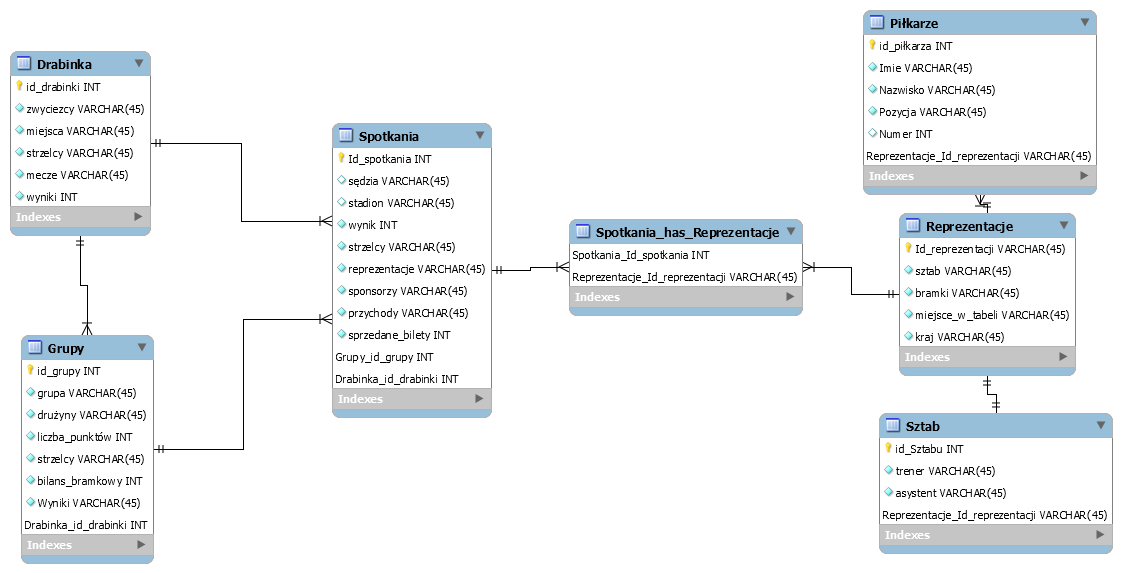 Drabinka
id_drabinki INT
zwyciezcy VARCHAR(45)
miejsca VARCHAR(45)
strzelcy VARCHAR(45)
mecze VARCHAR(45)
wyniki INT
Indexes
Grupy
id_grupy INT
grupa VARCHAR(45)
drużyny VARCHAR(45)
liczba_punktów INT
strzelcy VARCHAR(45)
bilans_bramkowy INT
Wyniki VARCHAR(45)
Drabinka_id_drabinki INT
Indexes
Spotkania
Id_spotkania INT
sędzia VARCHAR(45)
stadion VARCHAR(45)
wynik INT
strzelcy VARCHAR(45)
reprezentacje VARCHAR(45)
sponsorzy VARCHAR(45)
przychody VARCHAR(45)
sprzedane_bilety INT
Grupy_id_grupy INT
Drabinka_id_drabinki INT
Indexes
Spotkania_has_Reprezentacje
Spotkania_Id_spotkania INT
Reprezentacje_Id_reprezentacji VARCHAR(45)
Indexes
Piłkarze
id_piłkarza INT
Imie VARCHAR(45)
Nazwisko VARCHAR(45)
Pozycja VARCHAR(45)
Numer INT
Reprezentacje_Id_reprezentacji VARCHAR(45)
Indexes
Reprezentacje
Id_reprezentacji VARCHAR(45)
sztab VARCHAR(45)
bramki VARCHAR(45)
miejsce_w_tabeli VARCHAR(45)
kraj VARCHAR(45)
Indexes
Sztab
id_Sztabu INT
trener VARCHAR(45)
asystent VARCHAR(45)
Reprezentacje_Id_reprezentacji VARCHAR(45)
Indexes